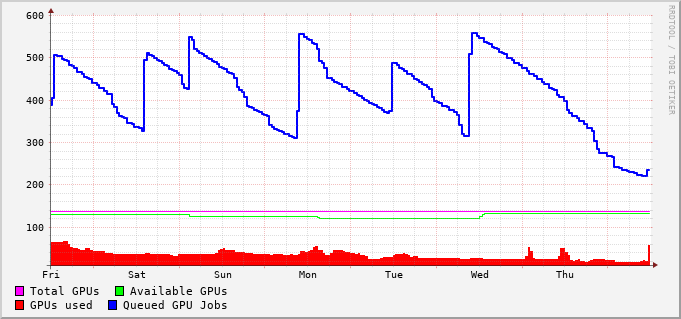 600
500
400
300
200
100
Fri Sat Sun Mon Tue Wed Thu
Total GPUs Available GPUs
GPUs used Queued GPU Jobs
RRDTOOL / TOBI OETIKER